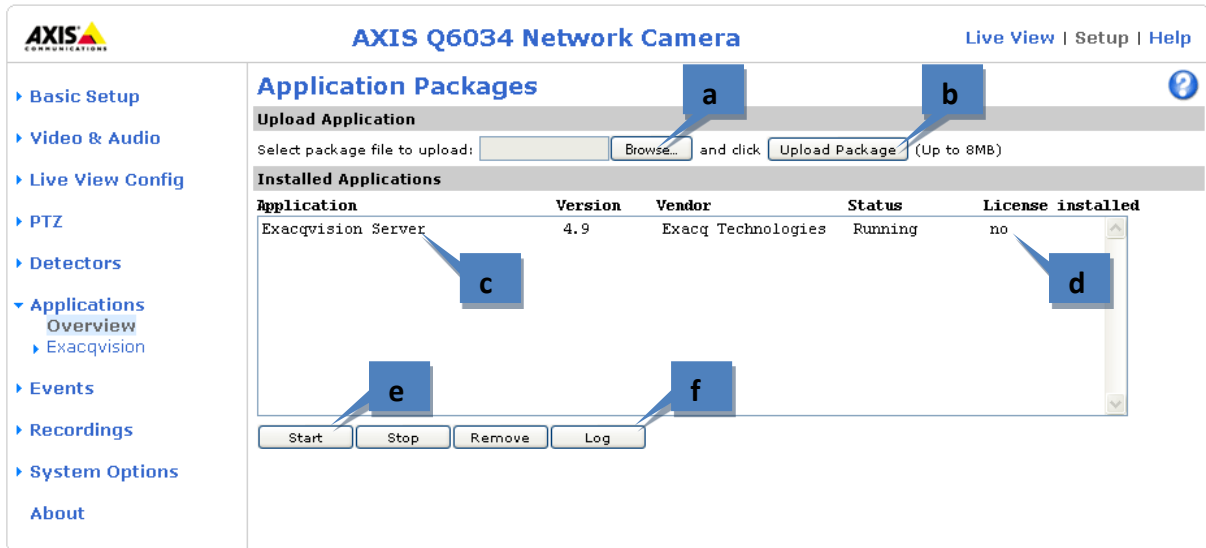 AXIS COMMUNICATIONS
AXIS Q6034 Network Camera
Live View | Setup | Help
Basic Setup
Video & Audio
Live View Config
PTZ
Detectors
Applications
Overview
Exacqvision
Events
Recordings
System Options
About
Application Packages
?
a
b
Upload Application
Select package file to upload: Browse... and click Upload Package (Up to 8MB)
Installed Applications
Application Version Vendor Status License installed
Exacqvision Server 4.9 Exacq Technologies Running no
c
d
e
f
Start Stop Remove Log